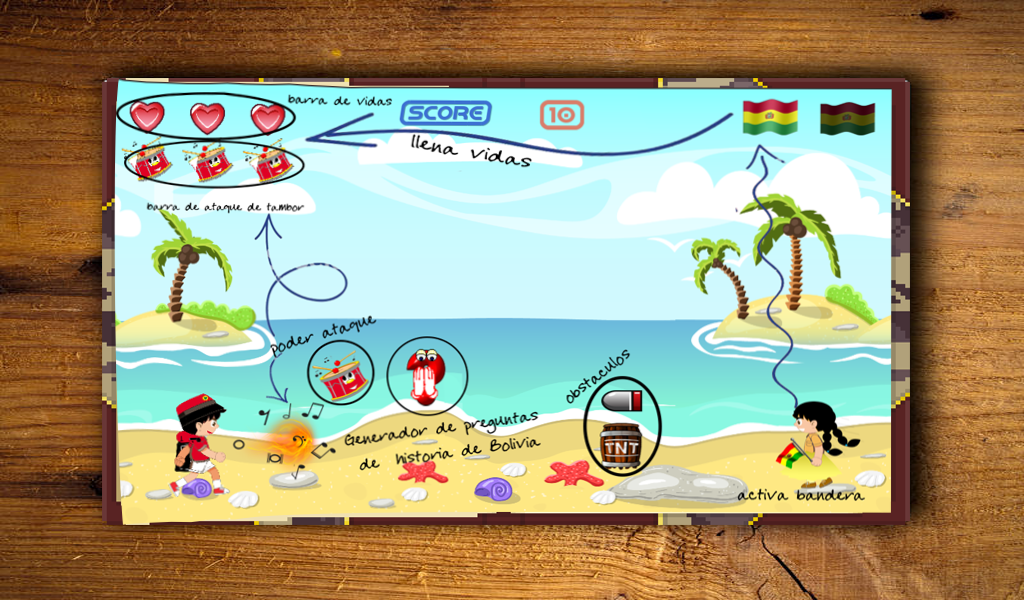 barra de vidas
SCORE
10
llena vidas
barra de ataque de tambor
poder ataque
obstaculos
Generador de preguntas
de historia de Bolivia
TNT
activa bandera